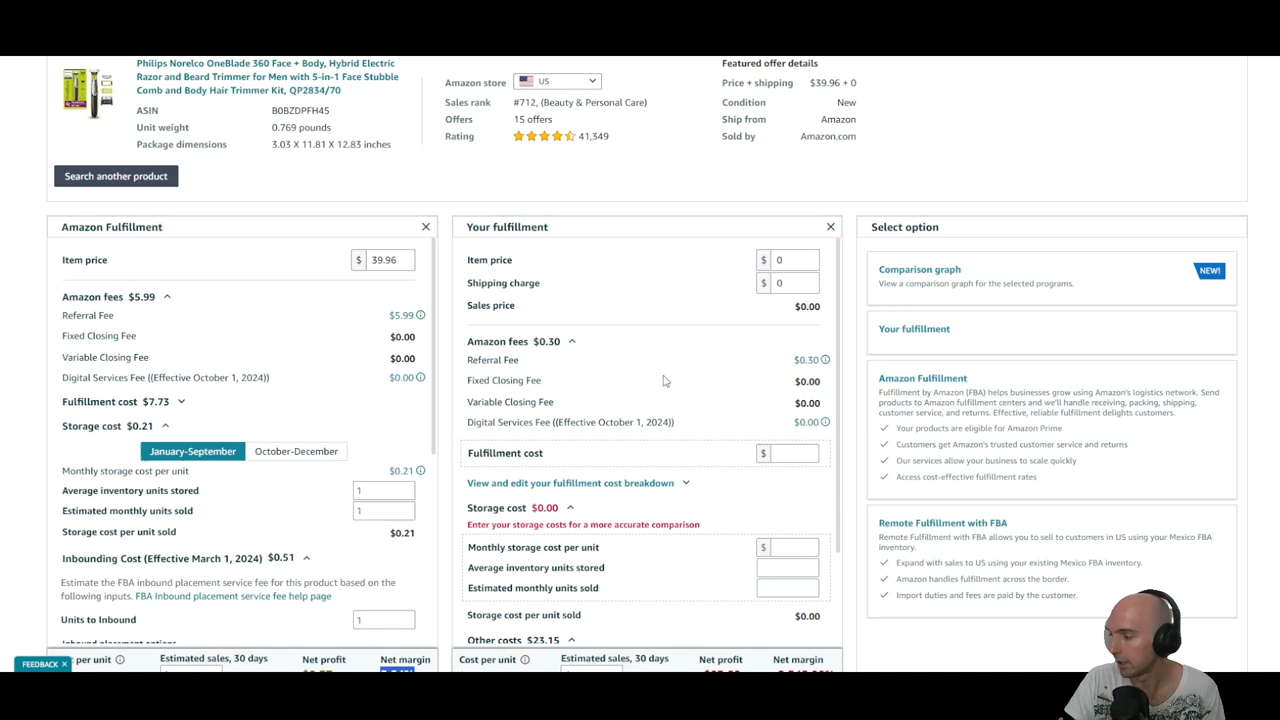 Philips Norelco OneBlade 360 Face + Body, Hybrid Electric
Razor and Beard Trimmer for Men with 5-in-1 Face Stubble
Comb and Body Hair Trimmer Kit, QP2834/70
ASIN B0BZDPFH45
Unit weight 0.769 pounds
Package dimensions 3.03 X 11.81 X 12.83 inches
Amazon store US
Sales rank #712, (Beauty & Personal Care)
Offers 15 offers
Rating 41,349
Featured offer details
Price + shipping $39.96 + 0
Condition New
Ship from Amazon
Sold by Amazon.com
Search another product
Amazon Fulfillment
Item price $ 39.96
Amazon fees $5.99
Referral Fee $5.99
Fixed Closing Fee $0.00
Variable Closing Fee $0.00
Digital Services Fee ((Effective October 1, 2024)) $0.00
Fulfillment cost $7.73
Storage cost $0.21
January-September October-December
Monthly storage cost per unit $0.21
Average inventory units stored 1
Estimated monthly units sold 1
Storage cost per unit sold $0.21
Inbounding Cost (Effective March 1, 2024) $0.51
Estimate the FBA inbound placement service fee for this product based on the
following inputs. FBA Inbound placement service fee help page
Units to Inbound 1
Inbound placement options
Estimated sales, 30 days Net profit Net margin
Your fulfillment
Item price $ 0
Shipping charge $ 0
Sales price $0.00
Amazon fees $0.30
Referral Fee $0.30
Fixed Closing Fee $0.00
Variable Closing Fee $0.00
Digital Services Fee ((Effective October 1, 2024)) $0.00
Fulfillment cost $
View and edit your fulfillment cost breakdown
Storage cost $0.00
Enter your storage costs for a more accurate comparison
Monthly storage cost per unit $
Average inventory units stored
Estimated monthly units sold
Storage cost per unit sold $0.00
Other costs $23.15
Cost per unit Estimated sales, 30 days Net profit Net margin
Select option
Comparison graph NEW!
View a comparison graph for the selected programs.
Your fulfillment
Amazon Fulfillment
Fulfillment by Amazon (FBA) helps businesses grow using Amazon's logistics network. Send
products to Amazon fulfillment centers and we'll handle receiving, packing, shipping,
customer service, and returns. Effective, reliable fulfillment delights customers.
Your products are eligible for Amazon Prime
Customers get Amazon's trusted customer service and returns
Our services allow your business to scale quickly
Access cost-effective fulfillment rates
Remote Fulfillment with FBA
Remote Fulfillment with FBA allows you to sell to customers in US using your Mexico FBA
inventory.
Expand with sales to US using your existing Mexico FBA inventory.
Amazon handles fulfillment across the border.
Import duties and fees are paid by the customer.
FEEDBACK